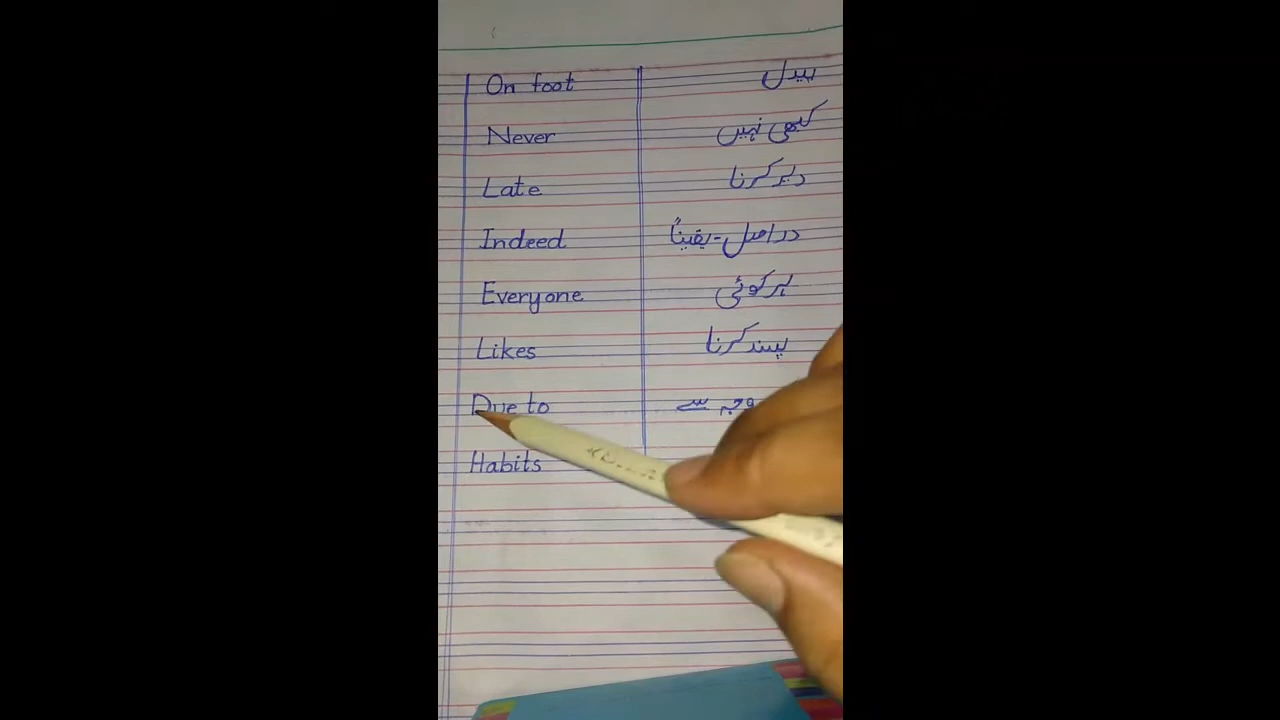 On foot پیدل
Never کبھی نہیں
Late دیر کرنا
Indeed دراصل - یقیناً
Everyone ہر کوئی
Likes پسند کرنا
Due to وجہ سے
Habits